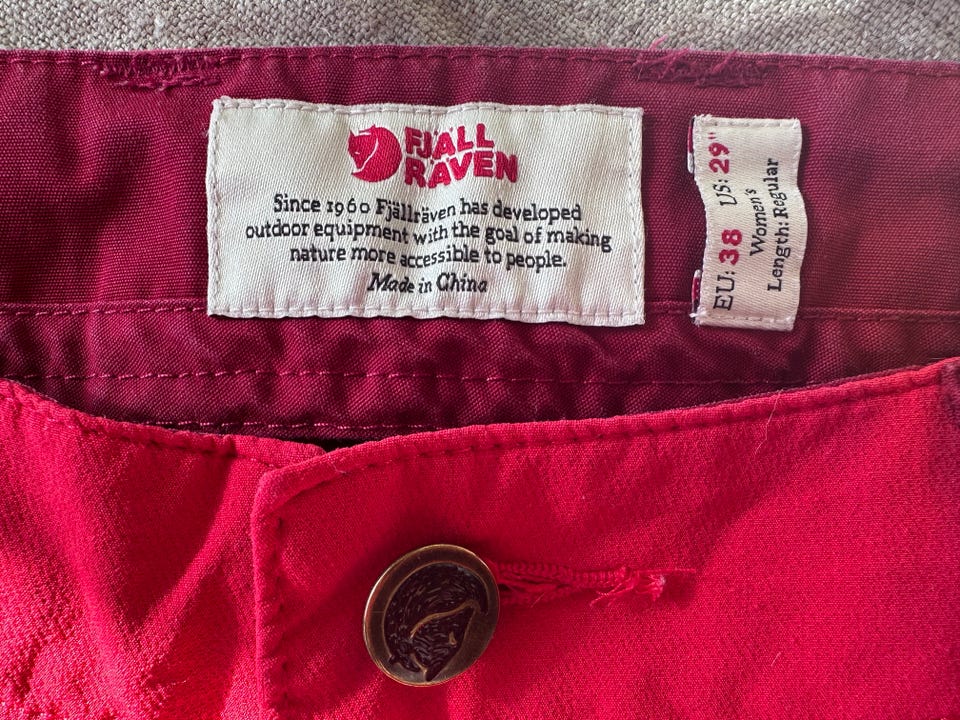 FJÄLL
RÄVEN
Since 1960 Fjällräven has developed
outdoor equipment with the goal of making
nature more accessible to people.
Made in China
EU: 38 US: 29"
Women's
Length: Regular